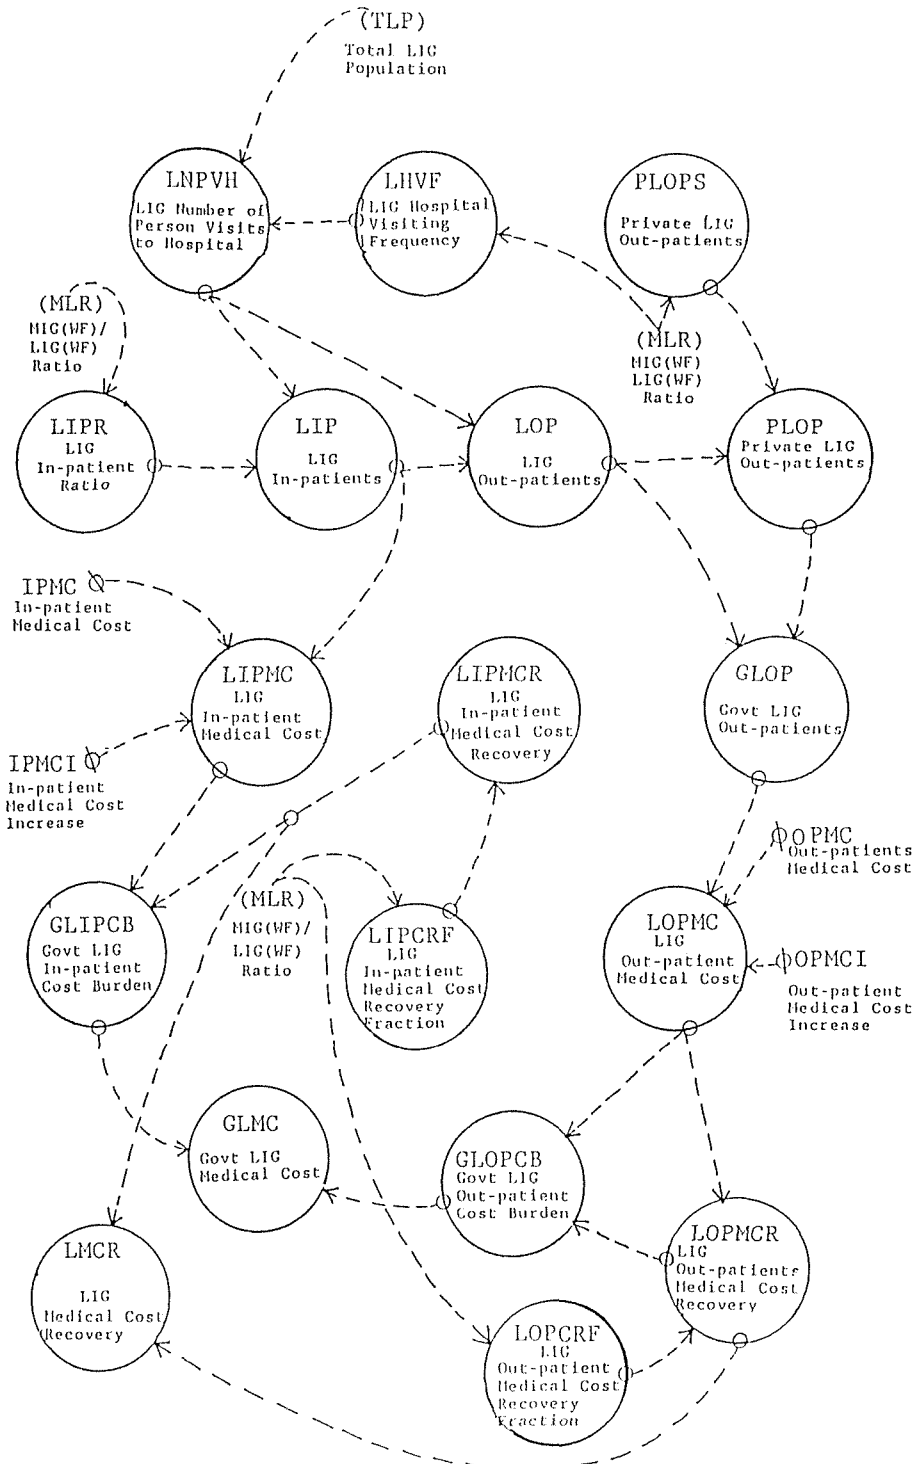 (TLP)
Total LIG
Population
LNPVH
LIG Number of
Person Visits
to Hospital
LHVF
LIG Hospital
Visiting
Frequency
PLOPS
Private LIG
Out-patients
(MLR)
MIG(WF)/
LIG(WF)
Ratio
(MLR)
MIG(WF)
LIG(WF)
Ratio
LIPR
LIG
In-patient
Ratio
LIP
LIG
In-patients
LOP
LIG
Out-patients
PLOP
Private LIG
Out-patients
IPMC
In-patient
Medical Cost
LIPMC
LIG
In-patient
Medical Cost
LIPMCR
LIG
In-patient
Medical Cost
Recovery
GLOP
Govt LIG
Out-patients
IPMCI
In-patient
Medical Cost
Increase
OPMC
Out-patients
Medical Cost
GLIPCB
Govt LIG
In-patient
Cost Burden
(MLR)
MIG(WF)/
LIG(WF)
Ratio
LIPCRF
LIG
In-patient
Medical Cost
Recovery
Fraction
LOPMC
LIG
Out-patient
Medical Cost
OPMCI
Out-patient
Medical Cost
Increase
GLMC
Govt LIG
Medical Cost
GLOPCB
Govt LIG
Out-patient
Cost Burden
LMCR
LIG
Medical Cost
Recovery
LOPMCR
LIG
Out-patients
Medical Cost
Recovery
LOPCRF
LIG
Out-patient
Medical Cost
Recovery
Fraction